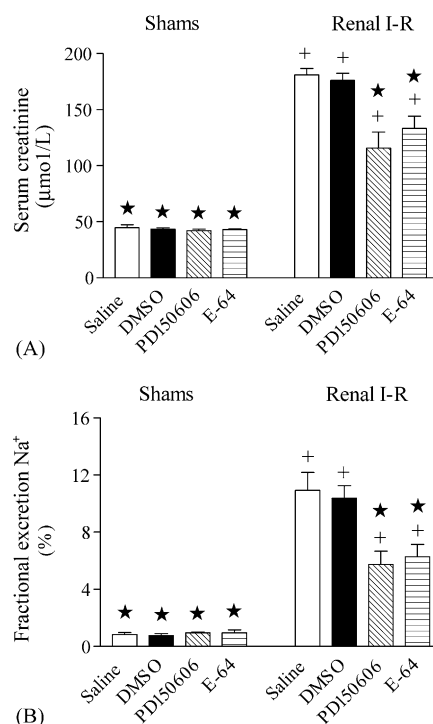 Shams Renal I-R
Serum creatinine
(µmol/L)
200
150
100
50
0
★ ★ ★ ★ + + ★ + ★ +
Saline DMSO PD150606 E-64 Saline DMSO PD150606 E-64
(A)
Shams Renal I-R
Fractional excretion Na⁺
(%)
16
12
8
4
0
★ ★ ★ ★ + + ★ + ★ +
Saline DMSO PD150606 E-64 Saline DMSO PD150606 E-64
(B)